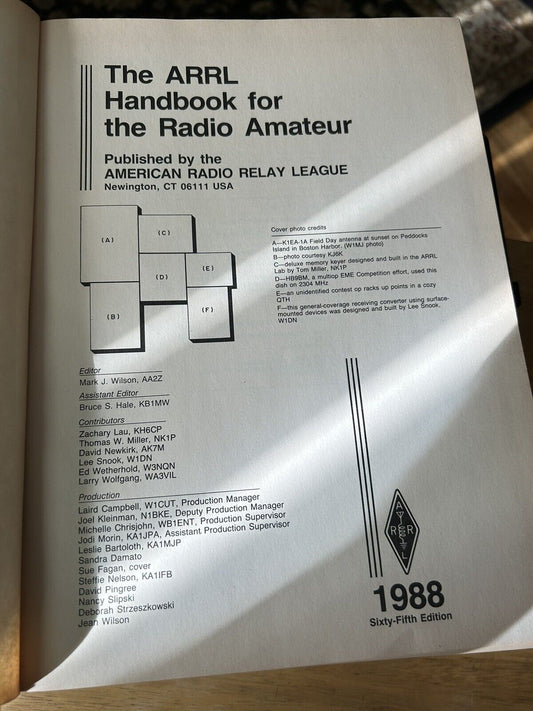 The ARRL
Handbook for
the Radio Amateur
Published by the
AMERICAN RADIO RELAY LEAGUE
Newington, CT 06111 USA
(A)
(C)
(D)
(E)
(B)
(F)
Cover photo credits
A—K1EA-1A Field Day antenna at sunset on Peddocks
Island in Boston Harbor. (W1MJ photo)
B—photo courtesy KJ6K
C—deluxe memory keyer designed and built in the ARRL
Lab by Tom Miller, NK1P
D—HB9BM, a multiop EME Competition effort, used this
dish on 2304 MHz
E—an unidentified contest op racks up points in a cozy
QTH
F—this general-coverage receiving converter using surface-
mounted devices was designed and built by Lee Snook,
W1DN
Editor
Mark J. Wilson, AA2Z
Assistant Editor
Bruce S. Hale, KB1MW
Contributors
Zachary Lau, KH6CP
Thomas W. Miller, NK1P
David Newkirk, AK7M
Lee Snook, W1DN
Ed Wetherhold, W3NQN
Larry Wolfgang, WA3VIL
Production
Laird Campbell, W1CUT, Production Manager
Joel Kleinman, N1BKE, Deputy Production Manager
Michelle Chrisjohn, WB1ENT, Production Supervisor
Jodi Morin, KA1JPA, Assistant Production Supervisor
Leslie Bartoloth, KA1MJP
Sandra Damato
Sue Fagan, cover
Steffie Nelson, KA1IFB
David Pingree
Nancy Slipski
Deborah Strzeszkowski
Jean Wilson
A
R R
L
1988
Sixty-Fifth Edition